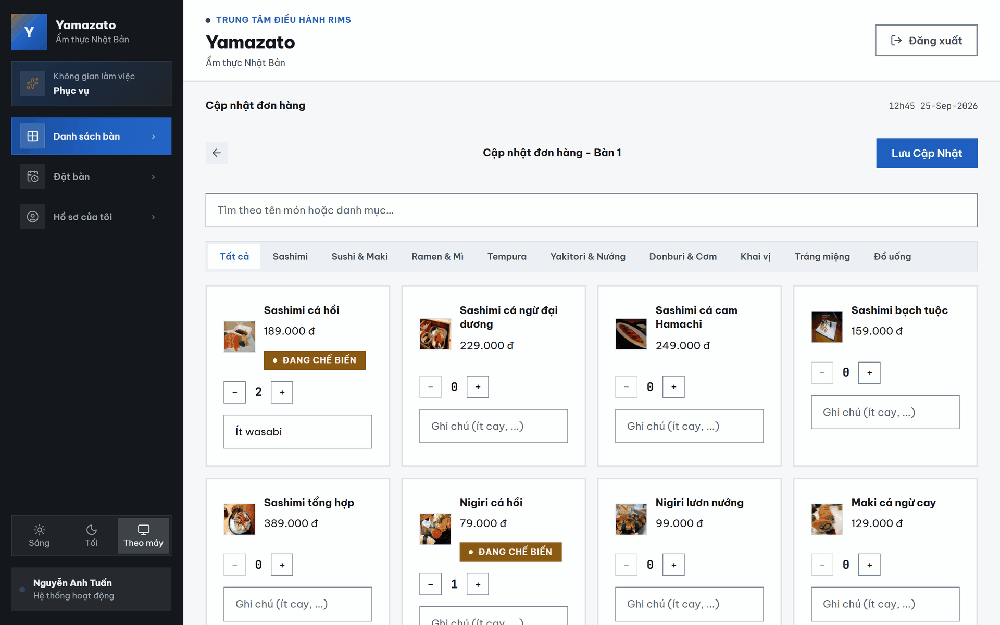 Y
Yamazato
Ẩm thực Nhật Bản
Không gian làm việc
Phục vụ
Danh sách bàn
Đặt bàn
Hồ sơ của tôi
Sáng
Tối
Theo máy
Nguyễn Anh Tuấn
Hệ thống hoạt động
TRUNG TÂM ĐIỀU HÀNH RIMS
Yamazato
Ẩm thực Nhật Bản
Đăng xuất
Cập nhật đơn hàng
12h45 25-Sep-2026
Cập nhật đơn hàng - Bàn 1
Lưu Cập Nhật
Tìm theo tên món hoặc danh mục...
Tất cả
Sashimi
Sushi & Maki
Ramen & Mì
Tempura
Yakitori & Nướng
Donburi & Cơm
Khai vị
Tráng miệng
Đồ uống
Sashimi cá hồi
189.000 đ
ĐANG CHẾ BIẾN
- 2 +
Ít wasabi
Sashimi cá ngừ đại
dương
229.000 đ
- 0 +
Ghi chú (ít cay, ...)
Sashimi cá cam
Hamachi
249.000 đ
- 0 +
Ghi chú (ít cay, ...)
Sashimi bạch tuộc
159.000 đ
- 0 +
Ghi chú (ít cay, ...)
Sashimi tổng hợp
389.000 đ
- 0 +
Ghi chú (ít cay, ...)
Nigiri cá hồi
79.000 đ
ĐANG CHẾ BIẾN
- 1 +
Ghi chú (ít cay, ...)
Nigiri lươn nướng
99.000 đ
- 0 +
Ghi chú (ít cay, ...)
Maki cá ngừ cay
129.000 đ
- 0 +
Ghi chú (ít cay, ...)